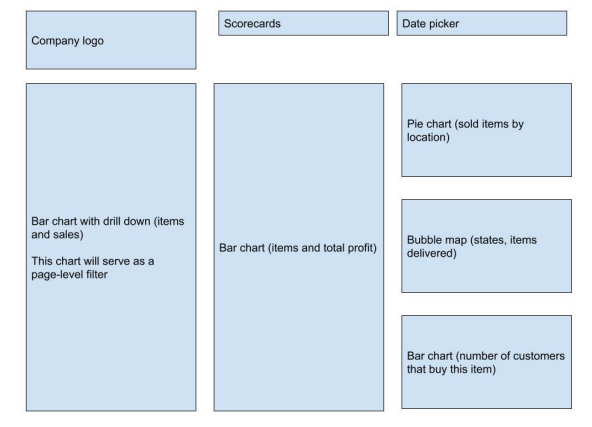 Company logo
Scorecards
Date picker
Bar chart with drill down (items
and sales)
This chart will serve as a
page-level filter
Bar chart (items and total profit)
Pie chart (sold items by
location)
Bubble map (states, items
delivered)
Bar chart (number of customers
that buy this item)